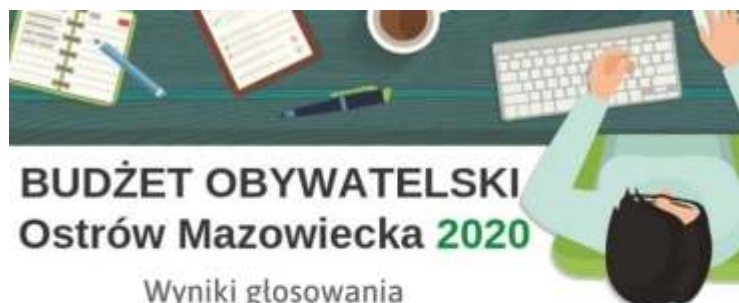 BUDŻET OBYWATELSKI
Ostrów Mazowiecka 2020
Wyniki głosowania